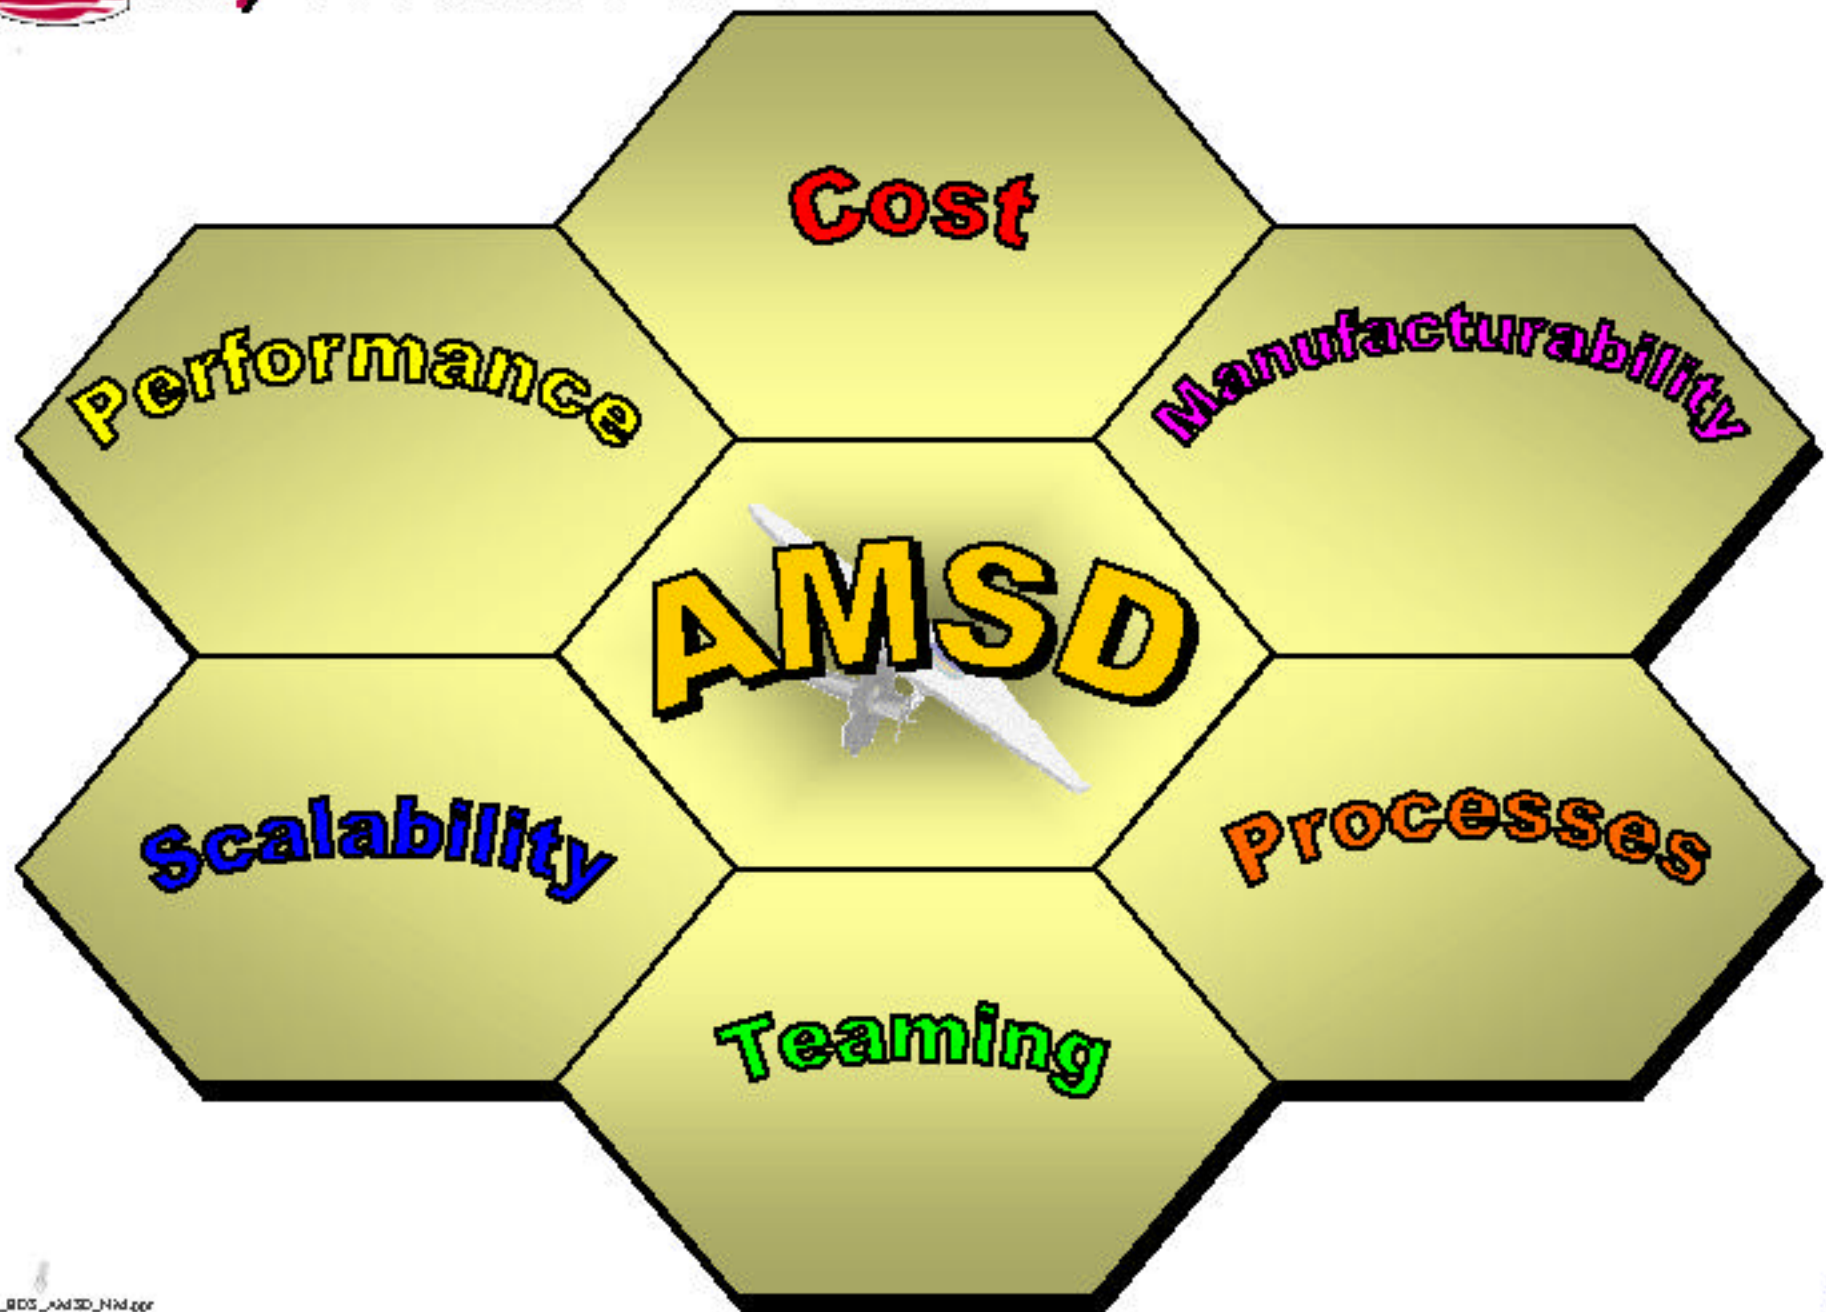 Cost
Performance
Manufacturability
AMSD
Scalability
Processes
Teaming